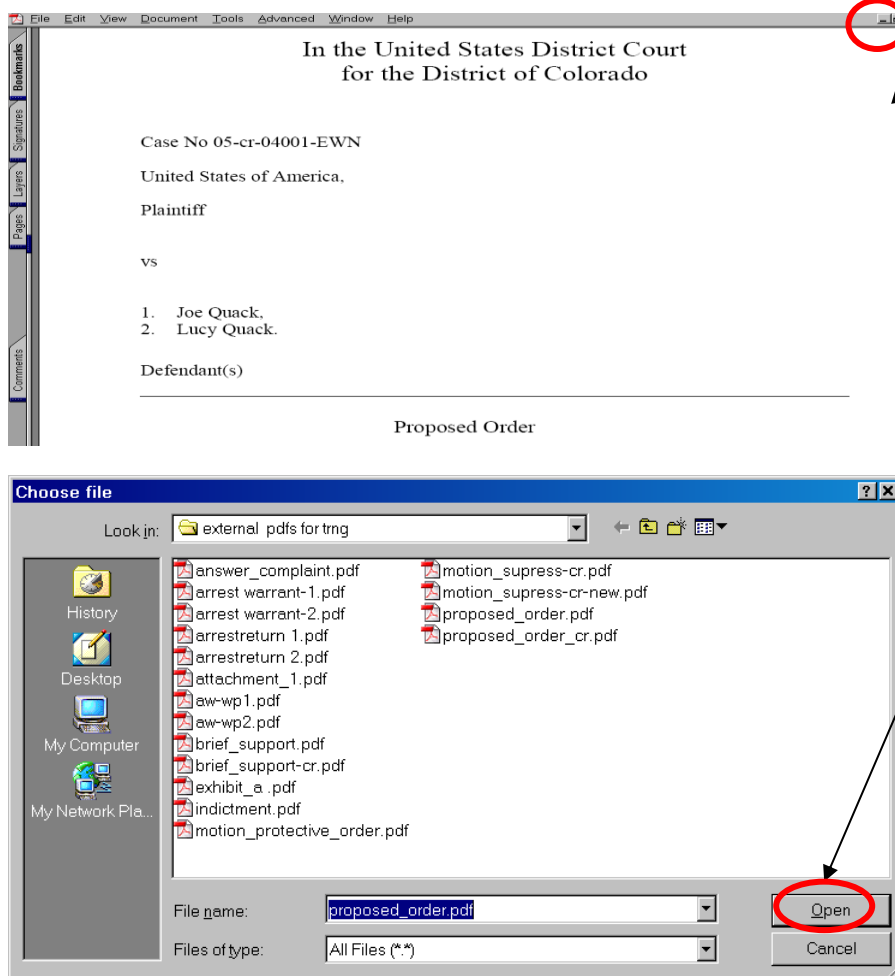 File Edit View Document Tools Advanced Window Help
Bookmarks
Signatures
Layers
Pages
Comments
In the United States District Court
for the District of Colorado
Case No 05-cr-04001-EWN
United States of America,
Plaintiff
vs
1. Joe Quack,
2. Lucy Quack.
Defendant(s)
Proposed Order
Choose file
Look in: external pdfs for trng
History
Desktop
My Computer
My Network Pla...
answer_complaint.pdf
arrest warrant-1.pdf
arrest warrant-2.pdf
arrestreturn 1.pdf
arrestreturn 2.pdf
attachment_1.pdf
aw-wp1.pdf
aw-wp2.pdf
brief_support.pdf
brief_support-cr.pdf
exhibit_a .pdf
indictment.pdf
motion_protective_order.pdf
motion_supress-cr.pdf
motion_supress-cr-new.pdf
proposed_order.pdf
proposed_order_cr.pdf
File name: proposed_order.pdf Open
Files of type: All Files (*.*) Cancel